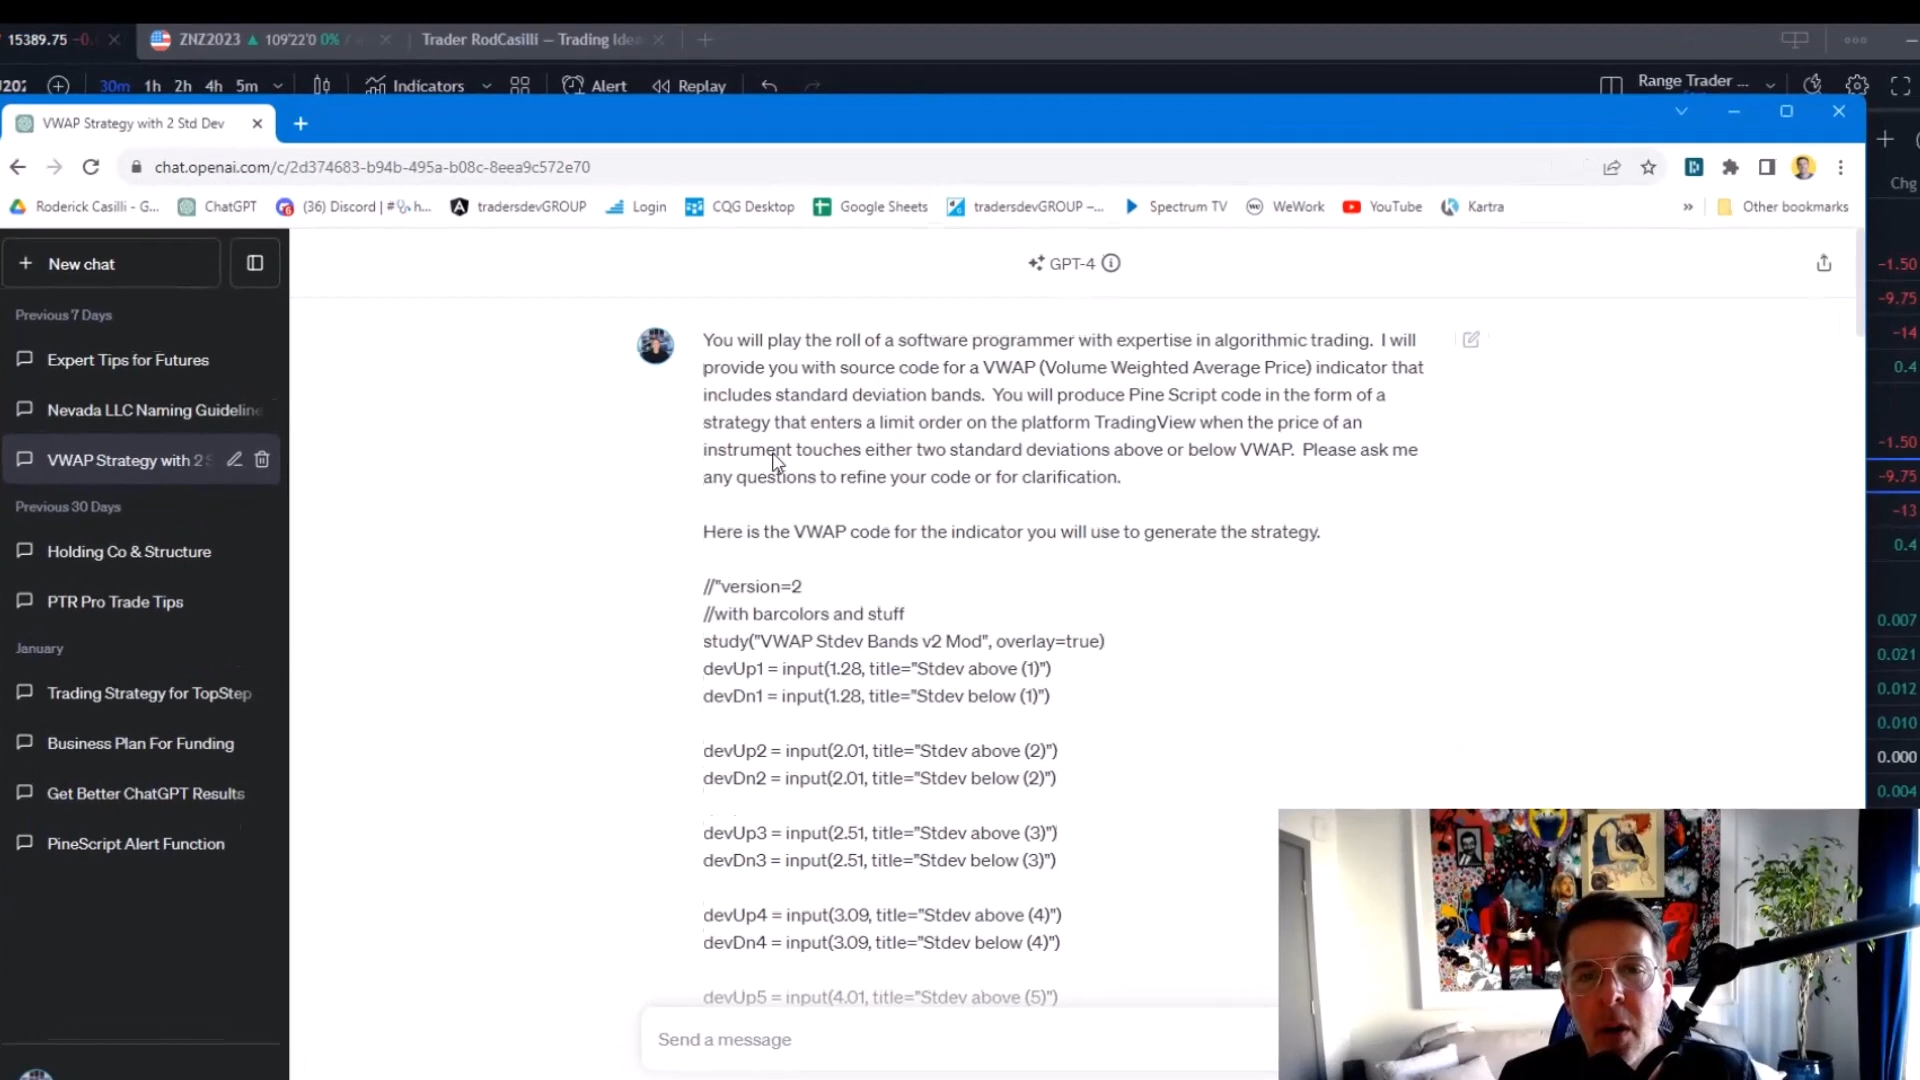 15389.75 -0.
ZNZ2023 ▲ 109'22'0 0% /
Trader RodCasilli — Trading Idea
30m 1h 2h 4h 5m
Indicators
Alert
Replay
Range Trader ...
VWAP Strategy with 2 Std Dev
chat.openai.com/c/2d374683-b94b-495a-b08c-8eea9c572e70
Roderick Casilli - G...
ChatGPT
tradersdevGROUP
Login
CQG Desktop
Google Sheets
tradersdevGROUP –...
Spectrum TV
WeWork
YouTube
Kartra
»
Other bookmarks
Chg
New chat
Previous 7 Days
Expert Tips for Futures
Nevada LLC Naming Guideline
VWAP Strategy with 2 S
Previous 30 Days
Holding Co & Structure
PTR Pro Trade Tips
January
Trading Strategy for TopStep
Business Plan For Funding
Get Better ChatGPT Results
PineScript Alert Function
GPT-4
You will play the roll of a software programmer with expertise in algorithmic trading. I will
provide you with source code for a VWAP (Volume Weighted Average Price) indicator that
includes standard deviation bands. You will produce Pine Script code in the form of a
strategy that enters a limit order on the platform TradingView when the price of an
instrument touches either two standard deviations above or below VWAP. Please ask me
any questions to refine your code or for clarification.
Here is the VWAP code for the indicator you will use to generate the strategy.
//"version=2
//with barcolors and stuff
study("VWAP Stdev Bands v2 Mod", overlay=true)
devUp1 = input(1.28, title="Stdev above (1)")
devDn1 = input(1.28, title="Stdev below (1)")
devUp2 = input(2.01, title="Stdev above (2)")
devDn2 = input(2.01, title="Stdev below (2)")
devUp3 = input(2.51, title="Stdev above (3)")
devDn3 = input(2.51, title="Stdev below (3)")
devUp4 = input(3.09, title="Stdev above (4)")
devDn4 = input(3.09, title="Stdev below (4)")
devUp5 = input(4.01, title="Stdev above (5)")
Send a message
-1.50
-9.75
-14
0.4
-1.50
-9.75
-13
0.4
0.007
0.021
0.012
0.010
0.000
0.004